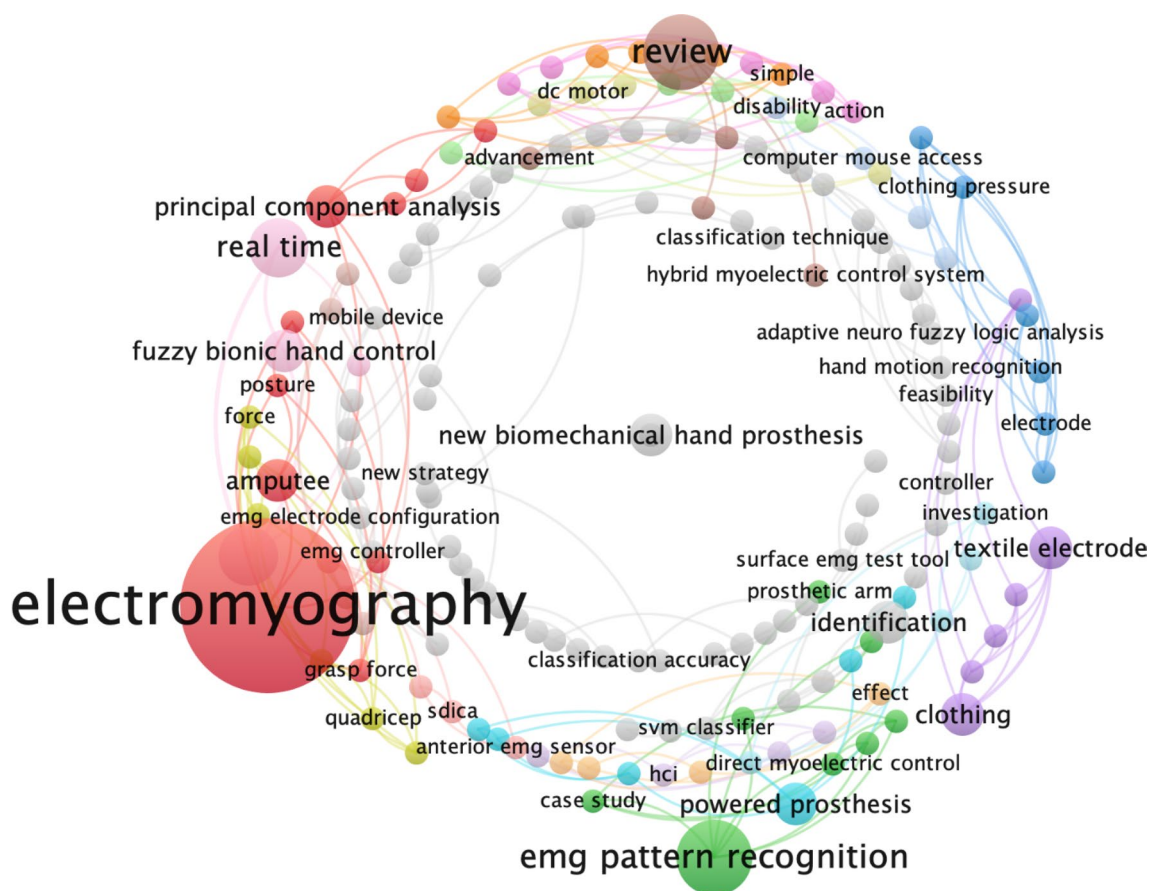 review
simple
dc motor
disability
action
advancement
computer mouse access
clothing pressure
principal component analysis
real time
classification technique
hybrid myoelectric control system
mobile device
adaptive neuro fuzzy logic analysis
fuzzy bionic hand control
hand motion recognition
posture
feasibility
force
new biomechanical hand prosthesis
electrode
new strategy
amputee
controller
emg electrode configuration
investigation
emg controller
textile electrode
surface emg test tool
prosthetic arm
electromyography
identification
classification accuracy
grasp force
effect
quadricep
sdica
clothing
svm classifier
anterior emg sensor
direct myoelectric control
hci
case study
powered prosthesis
emg pattern recognition